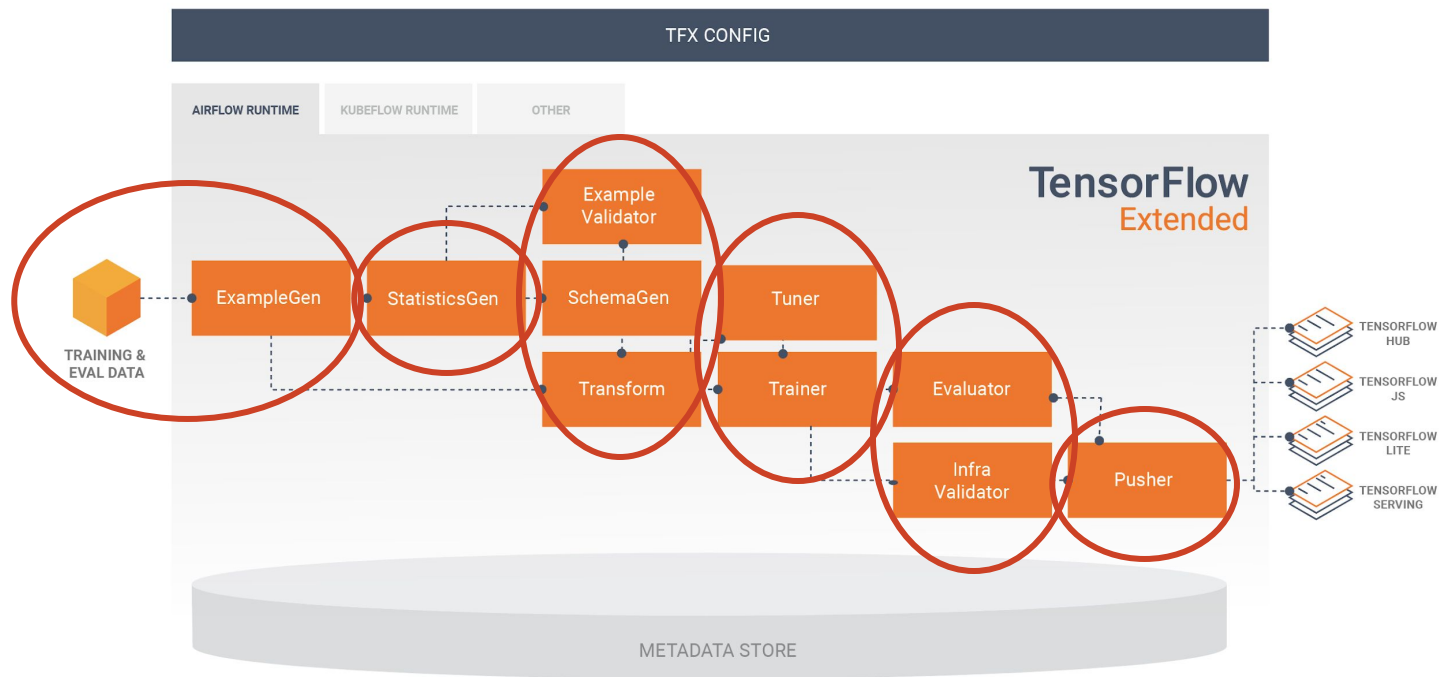 TFX CONFIG
AIRFLOW RUNTIME
KUBEFLOW RUNTIME
OTHER
TensorFlow
Extended
Example
Validator
ExampleGen
StatisticsGen
SchemaGen
Tuner
TRAINING &
EVAL DATA
Transform
Trainer
Evaluator
Infra
Validator
Pusher
TENSORFLOW
HUB
TENSORFLOW
JS
TENSORFLOW
LITE
TENSORFLOW
SERVING
METADATA STORE